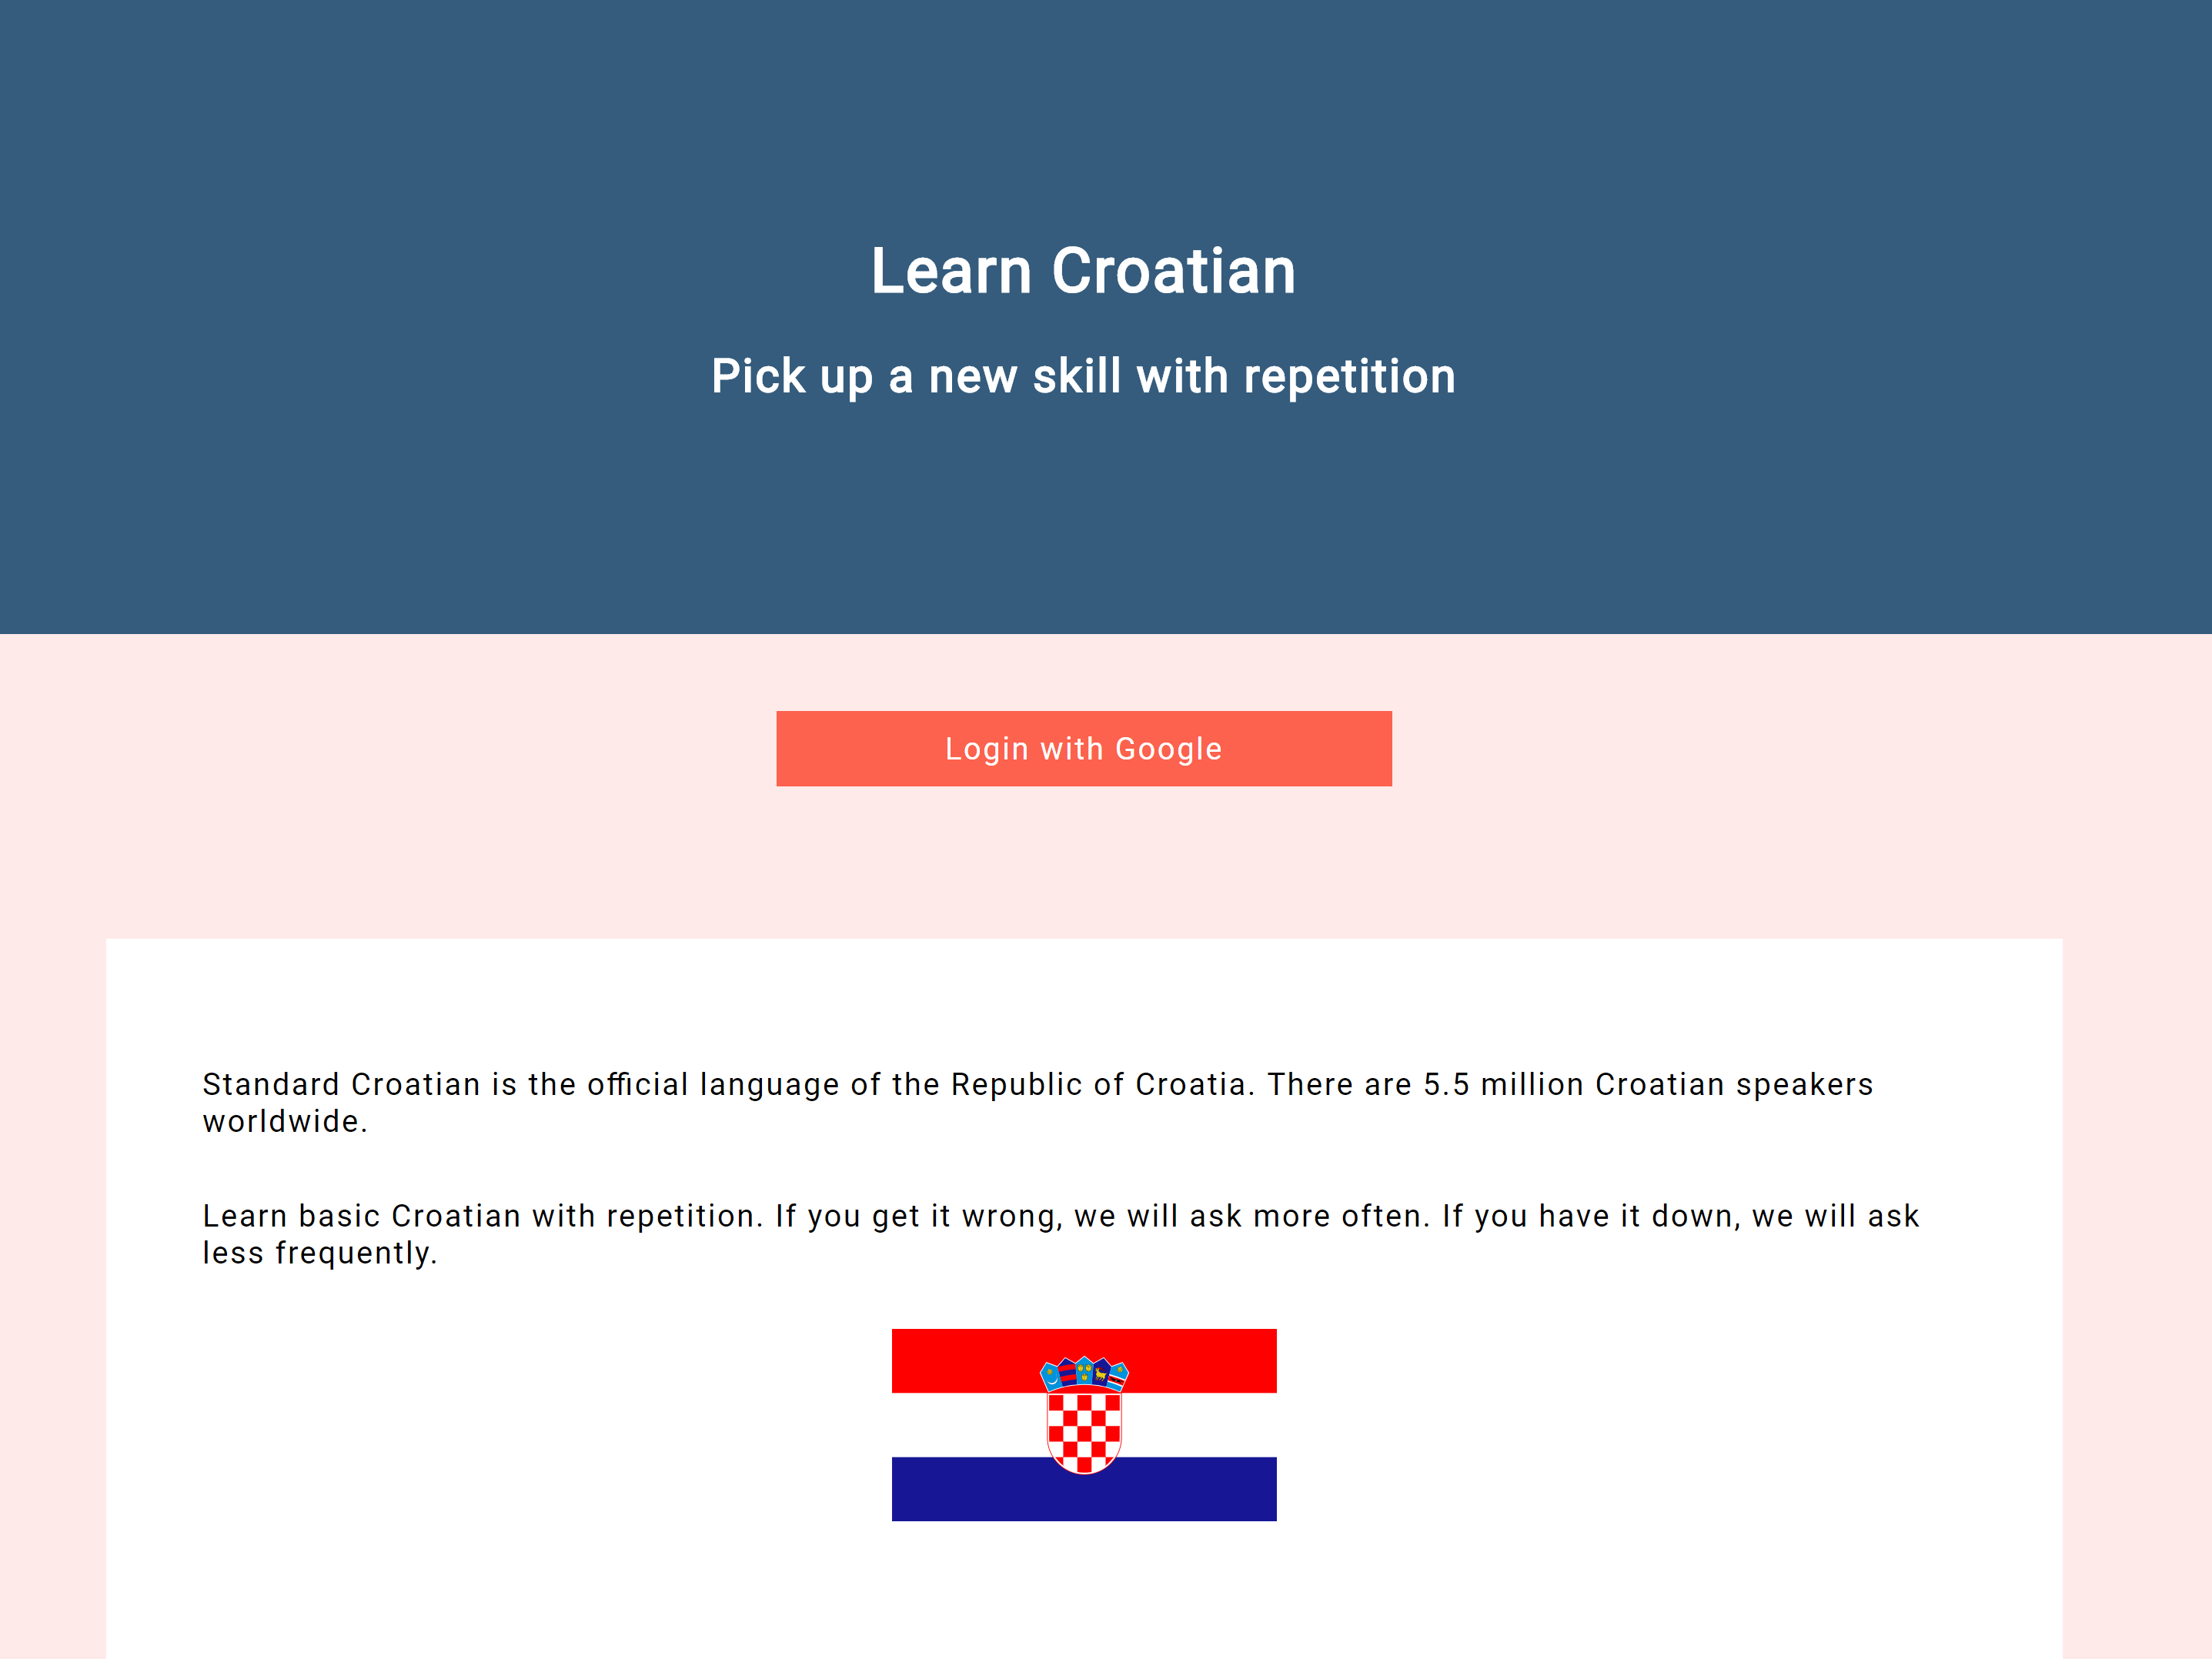 Learn Croatian
Pick up a new skill with repetition
Login with Google
Standard Croatian is the official language of the Republic of Croatia. There are 5.5 million Croatian speakers
worldwide.
Learn basic Croatian with repetition. If you get it wrong, we will ask more often. If you have it down, we will ask
less frequently.